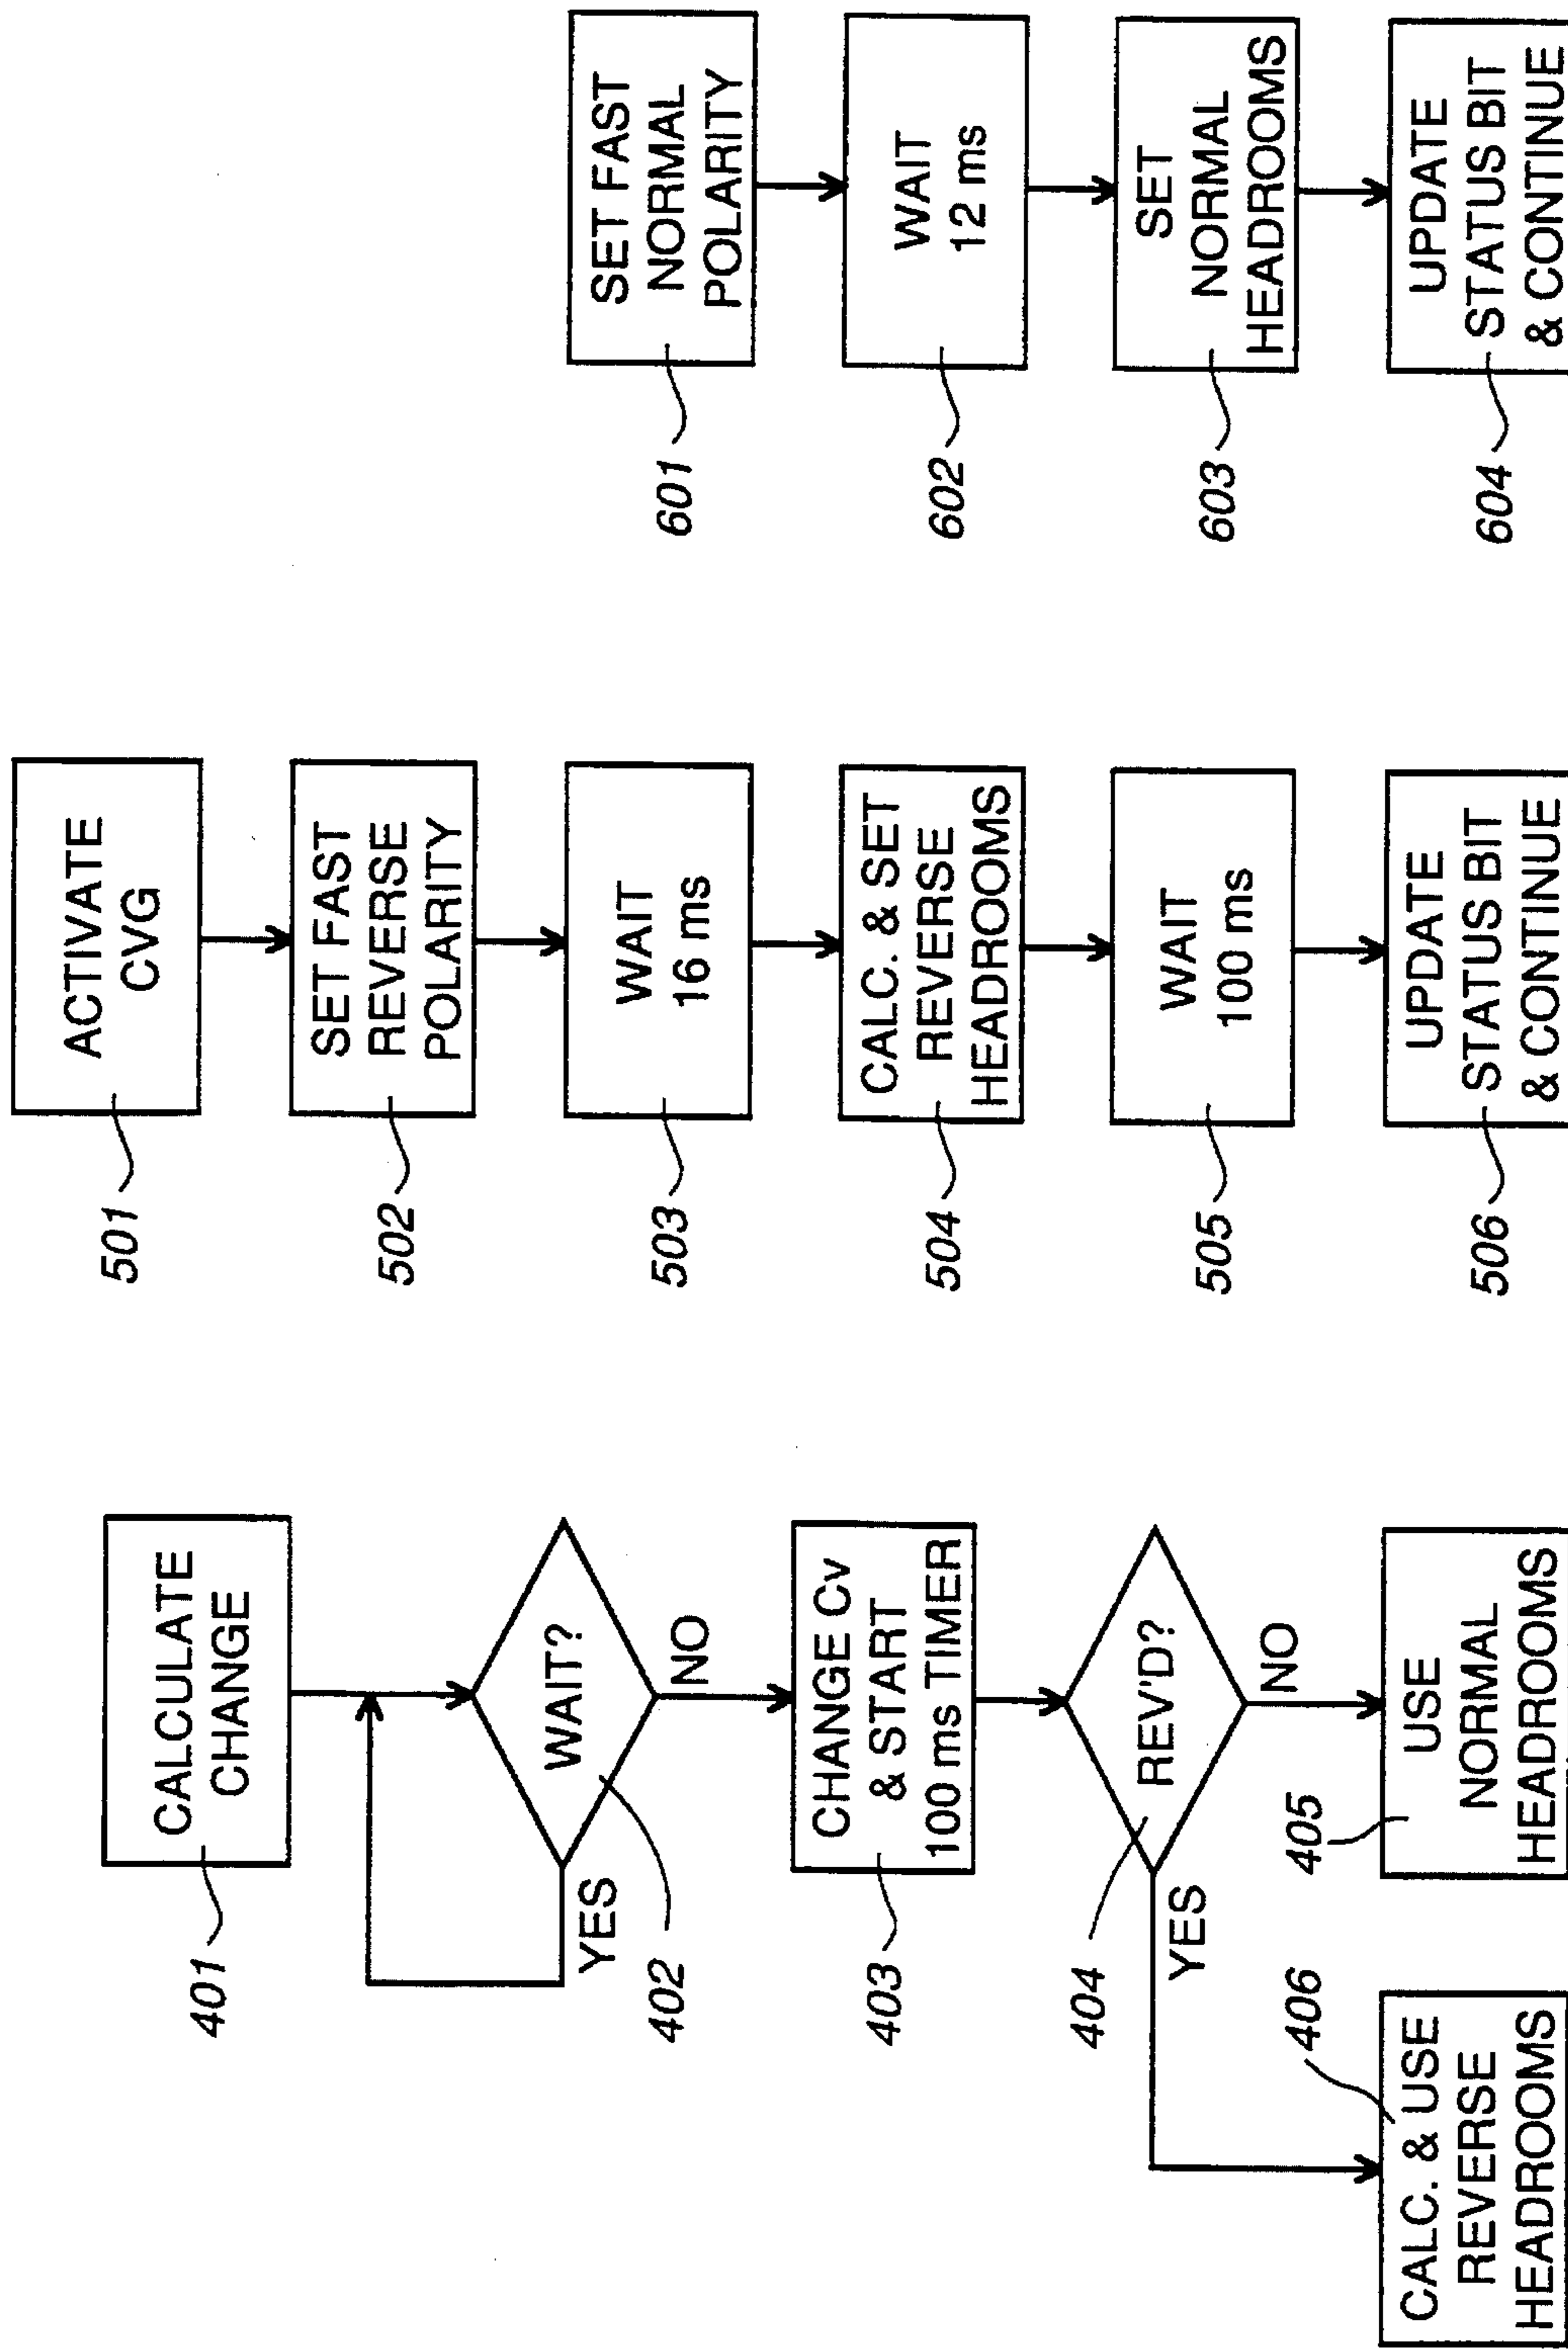 401
CALCULATE
CHANGE
402
WAIT?
YES
NO
403
CHANGE Cv
& START
100 ms TIMER
404
REV'D?
YES
NO
406
CALC. & USE
REVERSE
HEADROOMS
405
USE
NORMAL
HEADROOMS
501
ACTIVATE
CVG
502
SET FAST
REVERSE
POLARITY
503
WAIT
16 ms
504
CALC. & SET
REVERSE
HEADROOMS
505
WAIT
100 ms
506
UPDATE
STATUS BIT
& CONTINUE
601
SET FAST
NORMAL
POLARITY
602
WAIT
12 ms
603
SET
NORMAL
HEADROOMS
604
UPDATE
STATUS BIT
& CONTINUE